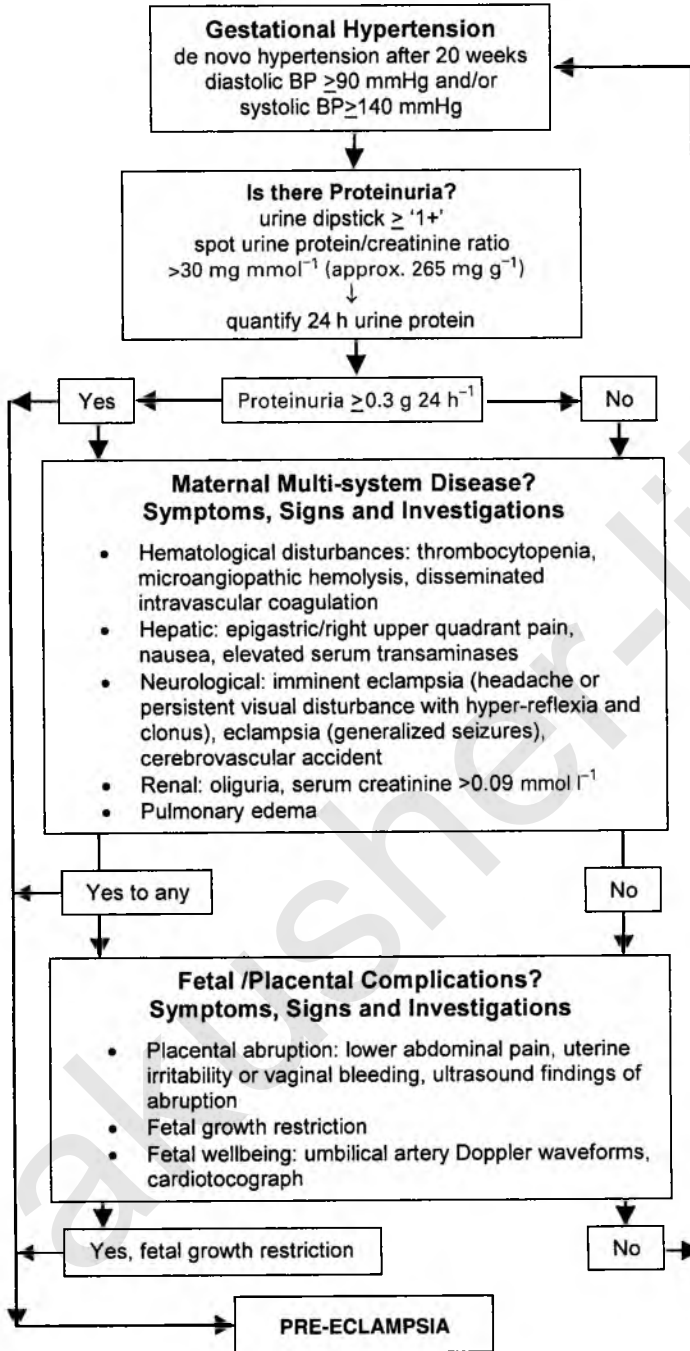 Gestational Hypertension
de novo hypertension after 20 weeks
diastolic BP ≥90 mmHg and/or
systolic BP≥140 mmHg
Is there Proteinuria?
urine dipstick ≥ '1+'
spot urine protein/creatinine ratio
>30 mg mmol⁻¹ (approx. 265 mg g⁻¹)
↓
quantify 24 h urine protein
Yes
Proteinuria ≥0.3 g 24 h⁻¹
No
Maternal Multi-system Disease?
Symptoms, Signs and Investigations
• Hematological disturbances: thrombocytopenia,
microangiopathic hemolysis, disseminated
intravascular coagulation
• Hepatic: epigastric/right upper quadrant pain,
nausea, elevated serum transaminases
• Neurological: imminent eclampsia (headache or
persistent visual disturbance with hyper-reflexia and
clonus), eclampsia (generalized seizures),
cerebrovascular accident
• Renal: oliguria, serum creatinine >0.09 mmol l⁻¹
• Pulmonary edema
Yes to any
No
Fetal /Placental Complications?
Symptoms, Signs and Investigations
• Placental abruption: lower abdominal pain, uterine
irritability or vaginal bleeding, ultrasound findings of
abruption
• Fetal growth restriction
• Fetal wellbeing: umbilical artery Doppler waveforms,
cardiotocograph
Yes, fetal growth restriction
No
PRE-ECLAMPSIA
akusher-li